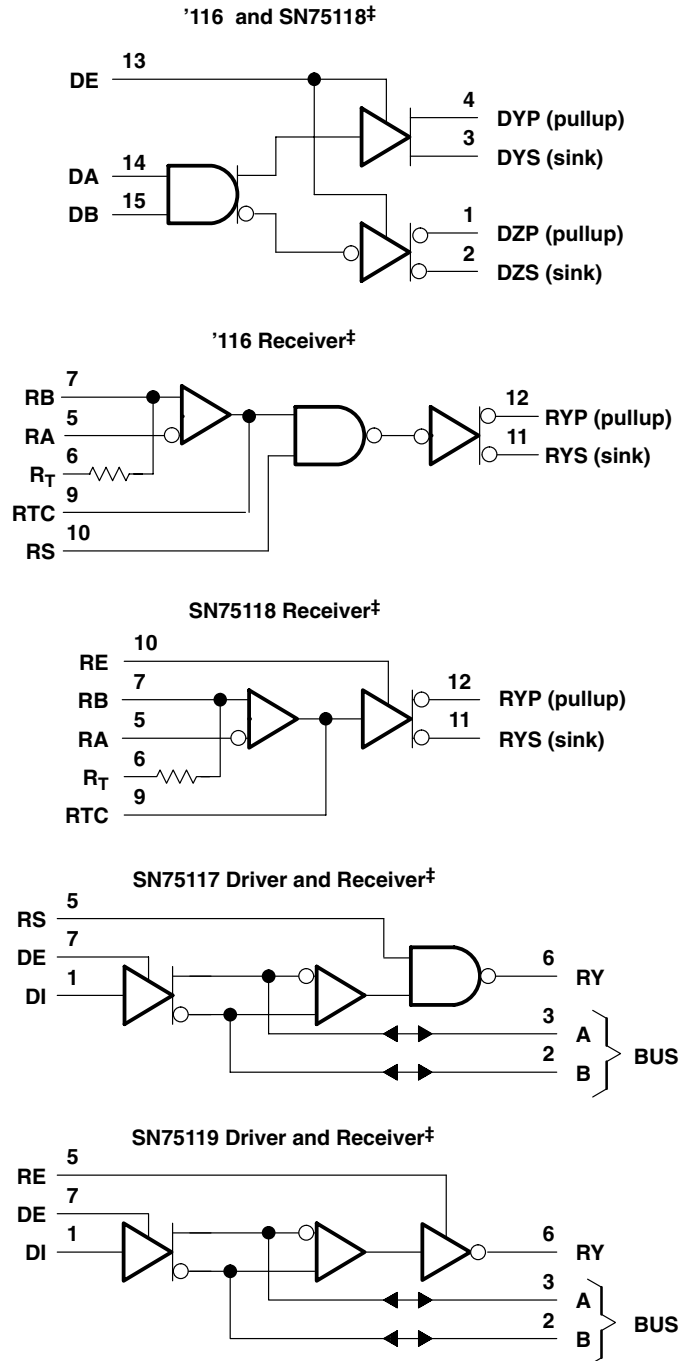 '116 and SN75118‡
13
DE
4
DYP (pullup)
3
DYS (sink)
14
DA
15
DB
1
DZP (pullup)
2
DZS (sink)
'116 Receiver‡
7
RB
5
RA
6
RT
9
RTC
10
RS
12
RYP (pullup)
11
RYS (sink)
SN75118 Receiver‡
10
RE
7
RB
5
RA
6
RT
9
RTC
12
RYP (pullup)
11
RYS (sink)
SN75117 Driver and Receiver‡
5
RS
7
DE
1
DI
6
RY
3
A
2
B
BUS
SN75119 Driver and Receiver‡
5
RE
7
DE
1
DI
6
RY
3
A
2
B
BUS